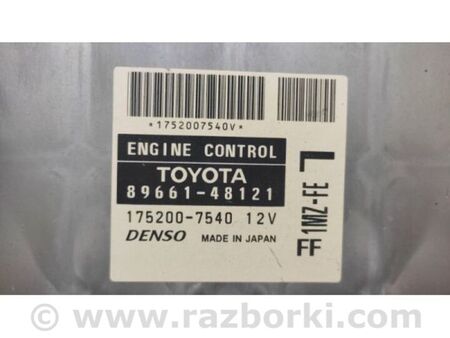 *1752007540V*
ENGINE CONTROL
TOYOTA
89661-48121
175200-7540 12V
DENSO MADE IN JAPAN
1MZ-FE
FF
© www.razborki.com